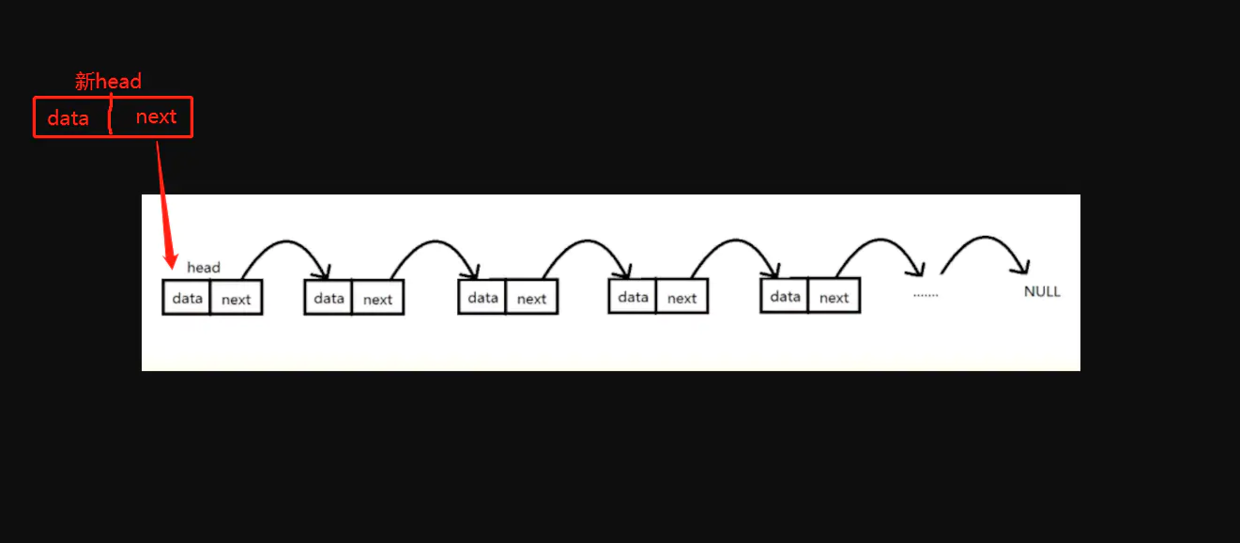 新head
data next
head
data next data next data next data next data next ....... NULL